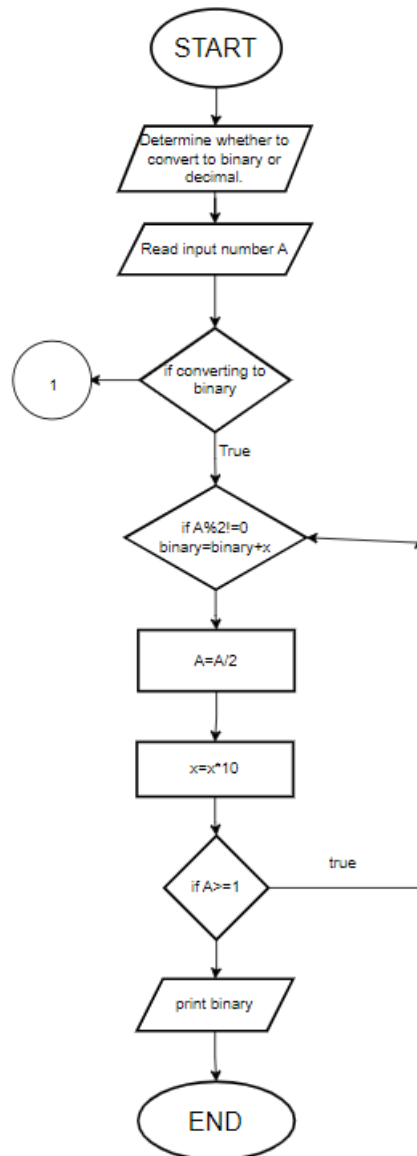 START
Determine whether to
convert to binary or
decimal.
Read input number A
if converting to
binary
1
True
if A%2!=0
binary=binary+x
A=A/2
x=x*10
if A>=1
true
print binary
END